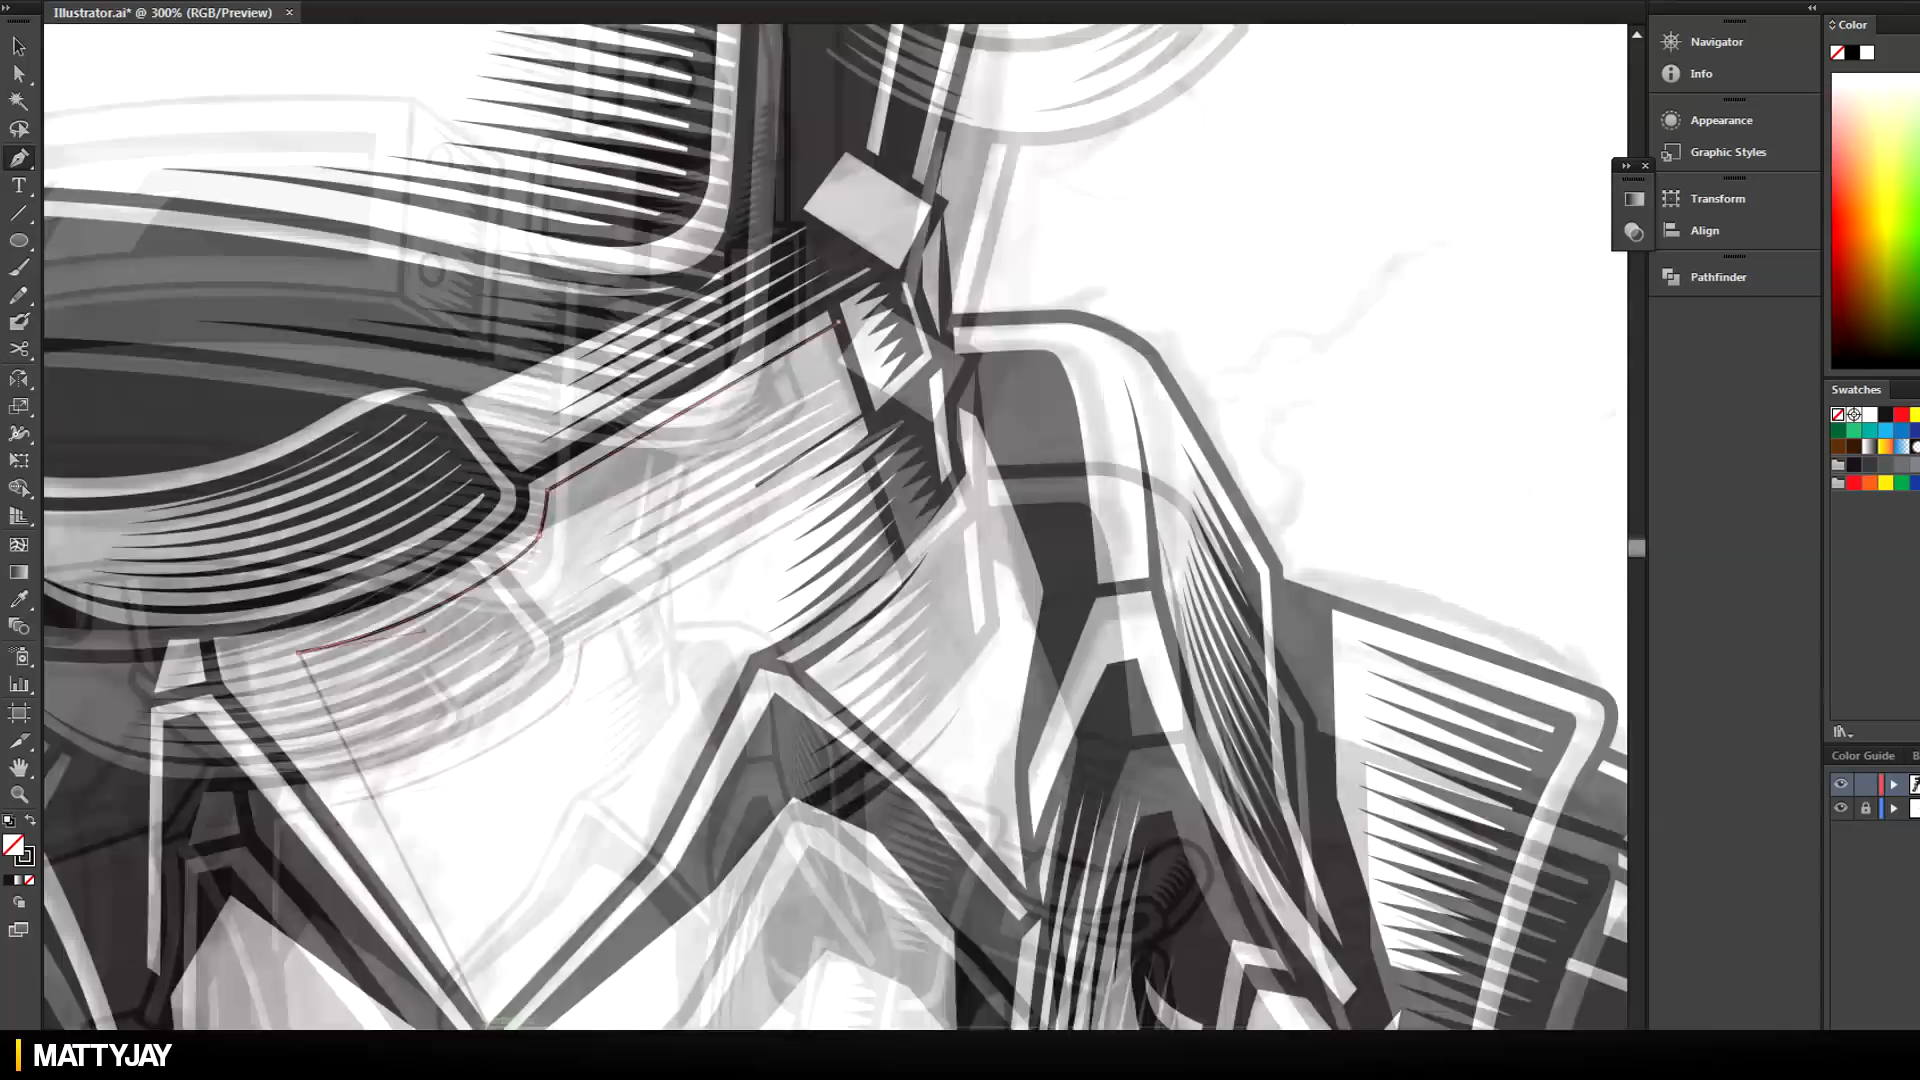 Illustrator.ai* @ 300% (RGB/Preview)
Color
Navigator
Info
Appearance
Graphic Styles
Transform
Align
Pathfinder
Swatches
Color Guide
MATTYJAY